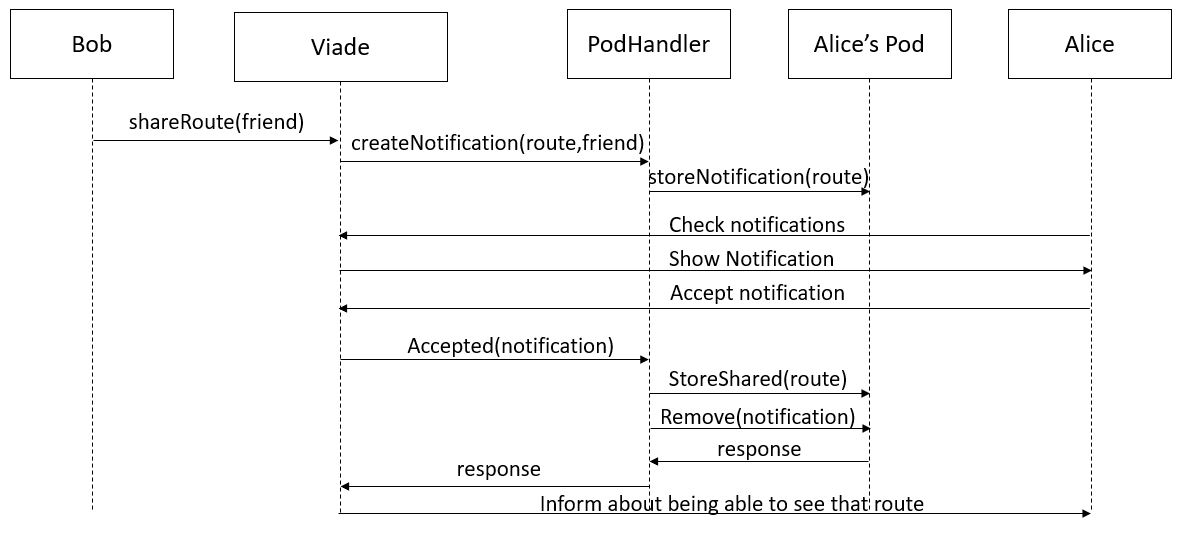 Bob
Viade
PodHandler
Alice’s Pod
Alice
shareRoute(friend)
createNotification(route,friend)
storeNotification(route)
Check notifications
Show Notification
Accept notification
Accepted(notification)
StoreShared(route)
Remove(notification)
response
response
Inform about being able to see that route